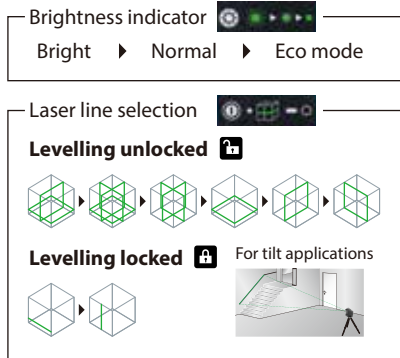 Brightness indicator
Bright Normal Eco mode
Laser line selection
Levelling unlocked
Levelling locked
For tilt applications